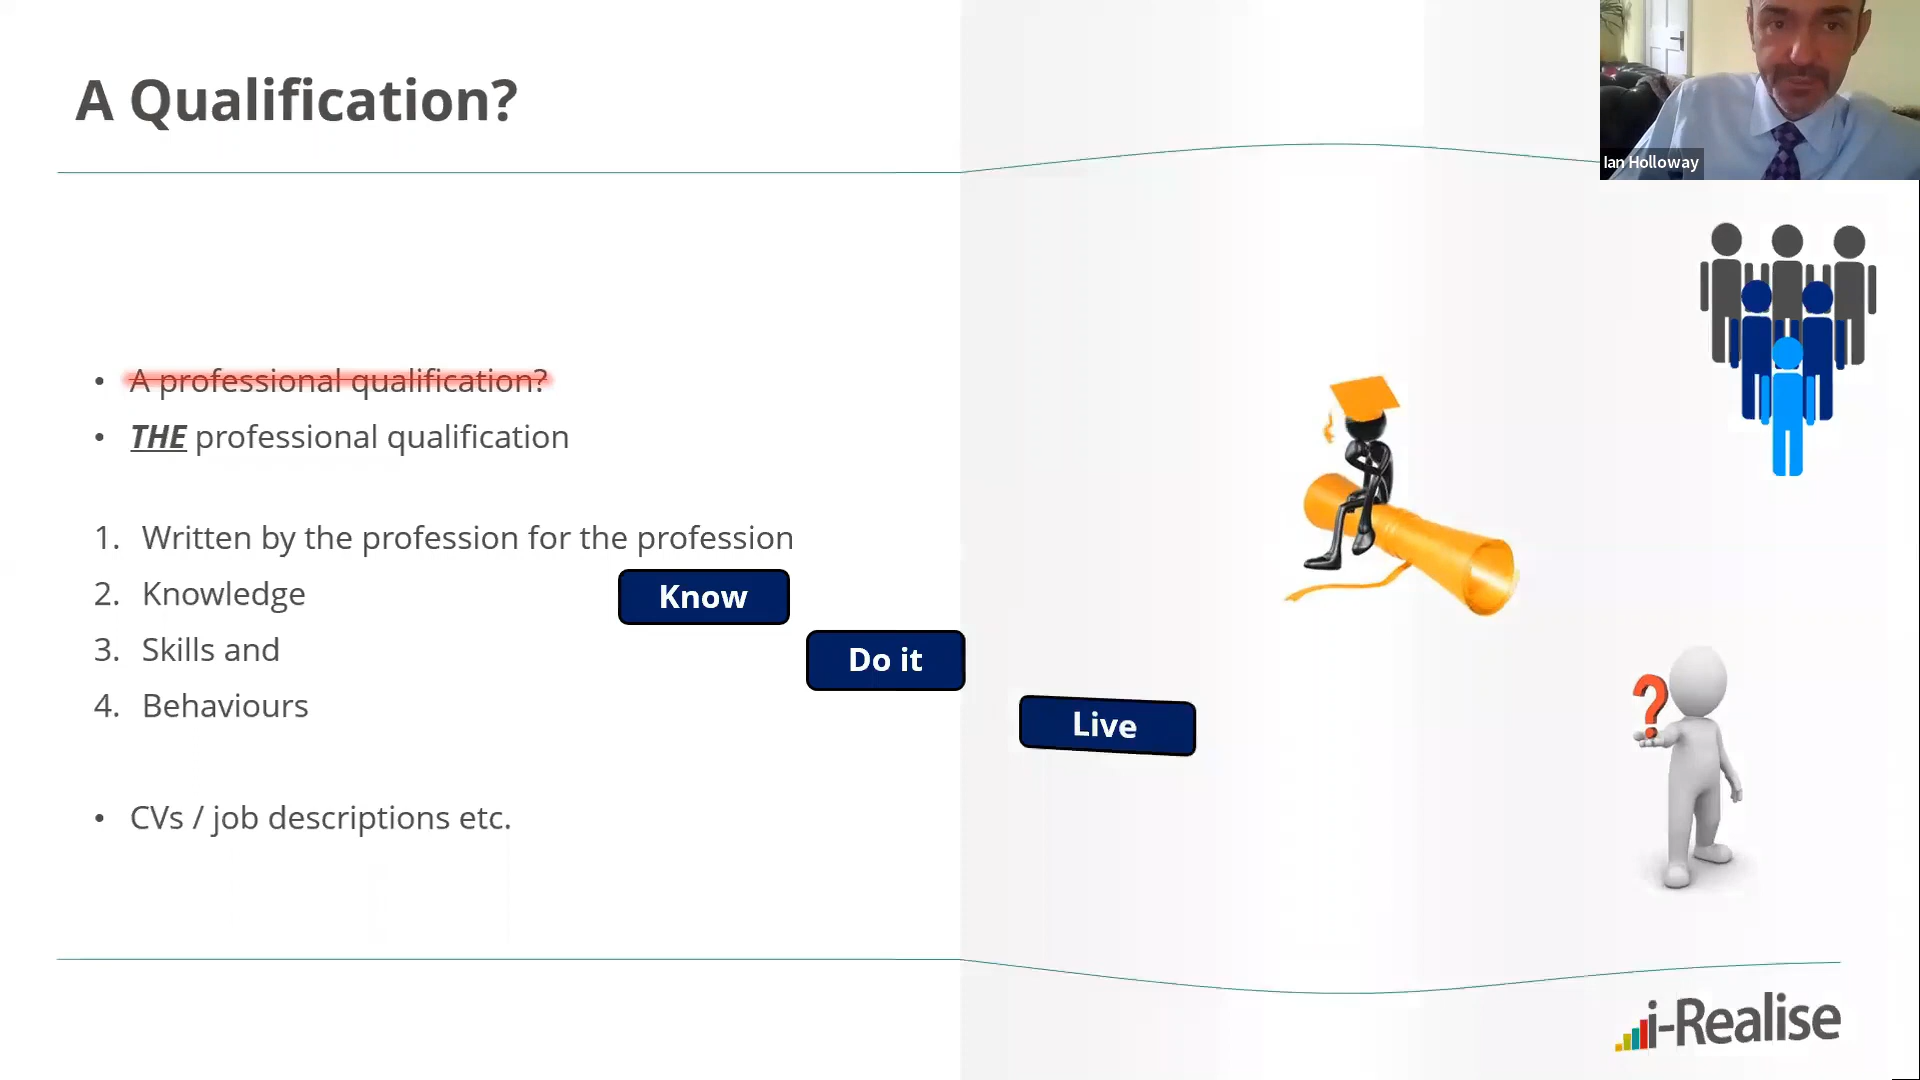 A Qualification?
Ian Holloway
• A professional qualification?
• THE professional qualification
1. Written by the profession for the profession
2. Knowledge
Know
3. Skills and
Do it
4. Behaviours
Live
• CVs / job descriptions etc.
?
i-Realise